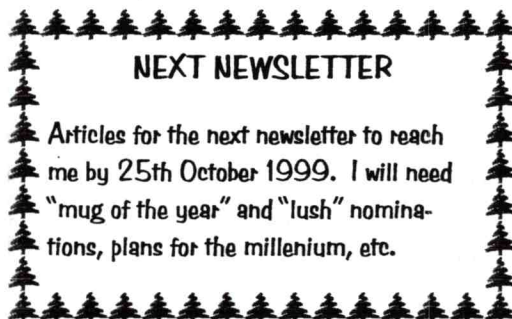 NEXT NEWSLETTER
Articles for the next newsletter to reach
me by 25th October 1999. I will need
"mug of the year" and "lush" nomina-
tions, plans for the millenium, etc.